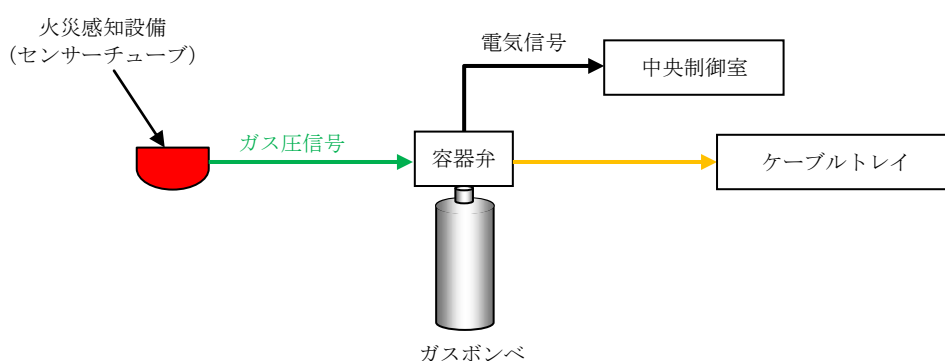 火災感知設備
(センサーチューブ)
電気信号
中央制御室
ガス圧信号
容器弁
ケーブルトレイ
ガスボンベ